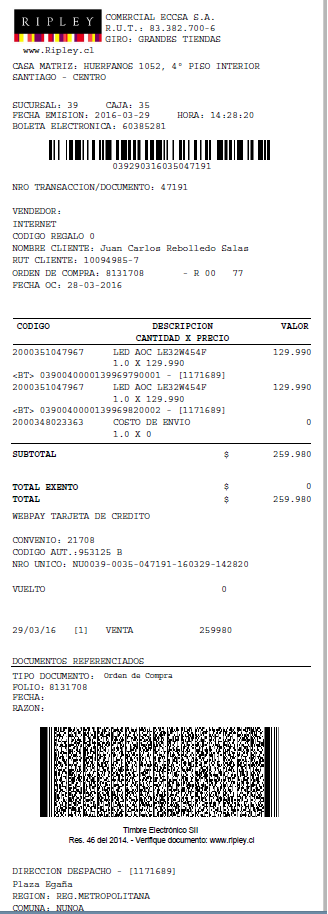 RIPLEY
COMERCIAL ECCSA S.A.
R.U.T.: 83.382.700-6
GIRO: GRANDES TIENDAS
www.Ripley.cl
CASA MATRIZ: HUERFANOS 1052, 4° PISO INTERIOR
SANTIAGO - CENTRO
SUCURSAL: 39 CAJA: 35
FECHA EMISION: 2016-03-29 HORA: 14:28:20
BOLETA ELECTRONICA: 60385281
039290316035047191
NRO TRANSACCION/DOCUMENTO: 47191
VENDEDOR:
INTERNET
CODIGO REGALO 0
NOMBRE CLIENTE: Juan Carlos Rebolledo Salas
RUT CLIENTE: 10094985-7
ORDEN DE COMPRA: 8131708 - R 00 77
FECHA OC: 28-03-2016
CODIGO DESCRIPCION VALOR
CANTIDAD X PRECIO
2000351047967 LED AOC LE32W454F 129.990
1.0 X 129.990
<BT> 0390040000139969790001 - [1171689]
2000351047967 LED AOC LE32W454F 129.990
1.0 X 129.990
<BT> 0390040000139969820002 - [1171689]
2000348023363 COSTO DE ENVIO 0
1.0 X 0
SUBTOTAL $ 259.980
TOTAL EXENTO $ 0
TOTAL $ 259.980
WEBPAY TARJETA DE CREDITO
CONVENIO: 21708
CODIGO AUT.:953125 B
NRO UNICO: NU0039-0035-047191-160329-142820
VUELTO 0
29/03/16 [1] VENTA 259980
DOCUMENTOS REFERENCIADOS
TIPO DOCUMENTO: Orden de Compra
FOLIO: 8131708
FECHA:
RAZON:
Timbre Electrónico SII
Res. 46 del 2014. - Verifique documento: www.ripley.cl
DIRECCION DESPACHO - [1171689]
Plaza Egaña
REGION: REG.METROPOLITANA
COMUNA: NUNOA